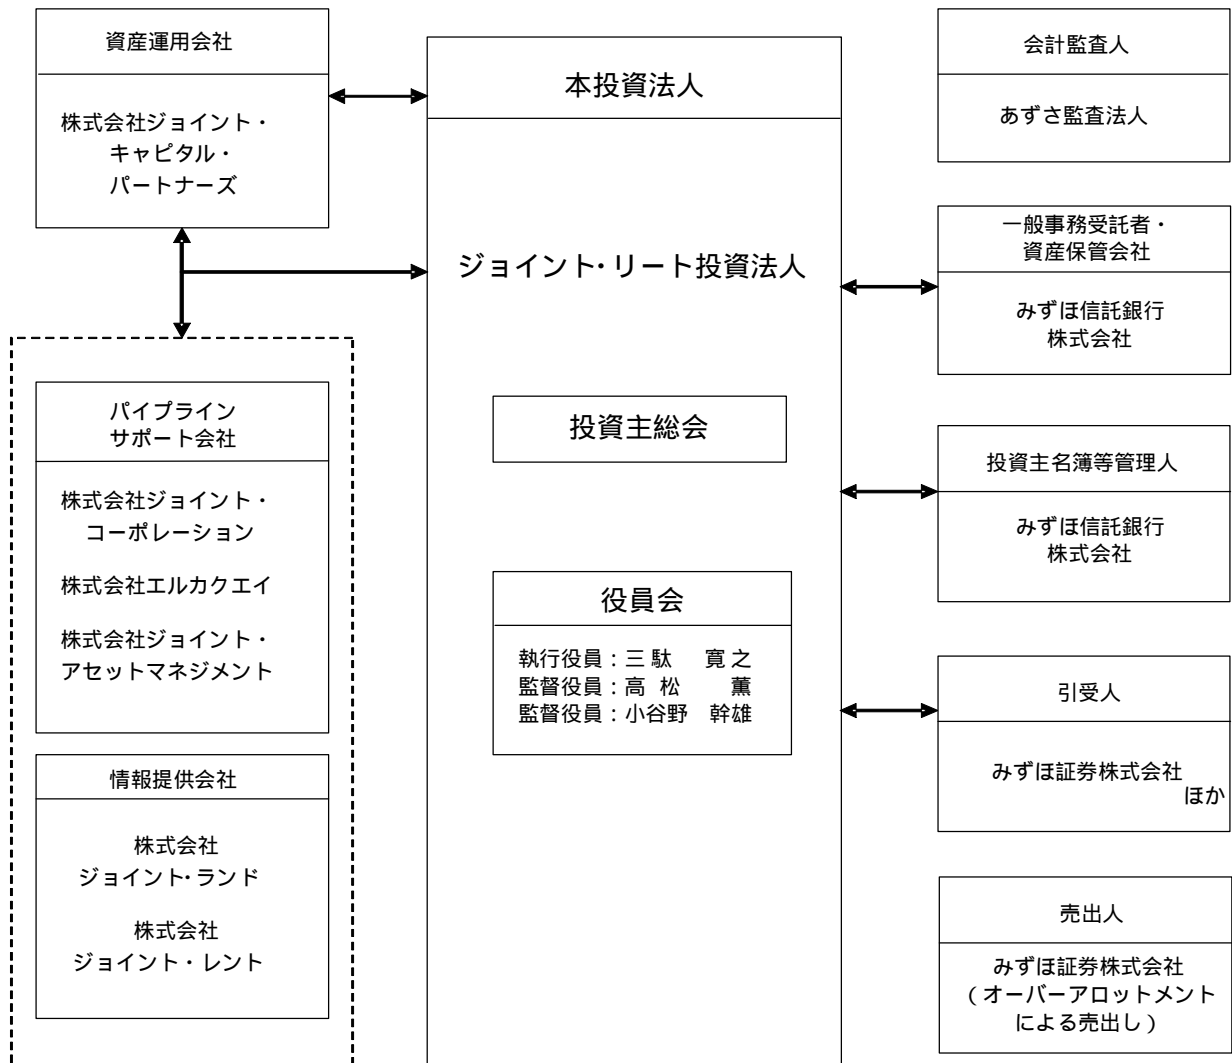 資産運用会社
株式会社ジョイント・
キャピタル・
パートナーズ
パイプライン
サポート会社
株式会社ジョイント・
コーポレーション
株式会社エルカクエイ
株式会社ジョイント・
アセットマネジメント
情報提供会社
株式会社
ジョイント・ランド
株式会社
ジョイント・レント
本投資法人
ジョイント・リート投資法人
投資主総会
役員会
執行役員：三駄 寛之
監督役員：高松 薫
監督役員：小谷野 幹雄
会計監査人
あずさ監査法人
一般事務受託者・
資産保管会社
みずほ信託銀行
株式会社
投資主名簿等管理人
みずほ信託銀行
株式会社
引受人
みずほ証券株式会社
ほか
売出人
みずほ証券株式会社
（オーバーアロットメント
による売出し）